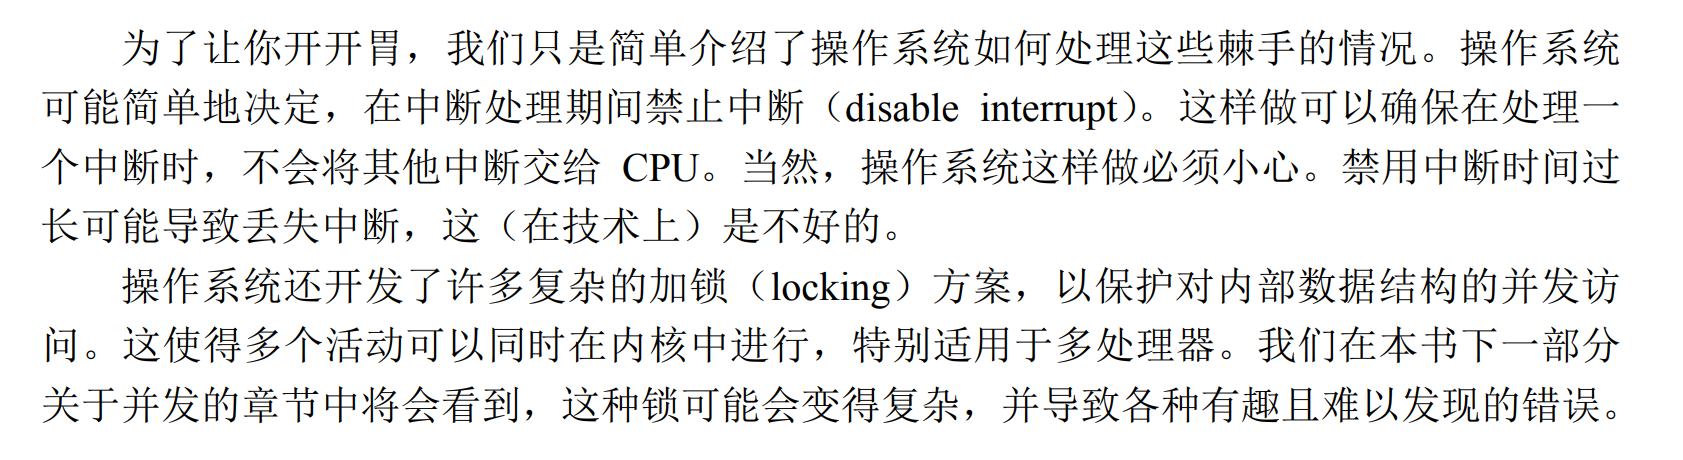 为了让你开开胃，我们只是简单介绍了操作系统如何处理这些棘手的情况。操作系统
可能简单地决定，在中断处理期间禁止中断（disable interrupt）。这样做可以确保在处理一
个中断时，不会将其他中断交给 CPU。当然，操作系统这样做必须小心。禁用中断时间过
长可能导致丢失中断，这（在技术上）是不好的。
操作系统还开发了许多复杂的加锁（locking）方案，以保护对内部数据结构的并发访
问。这使得多个活动可以同时在内核中进行，特别适用于多处理器。我们在本书下一部分
关于并发的章节中将会看到，这种锁可能会变得复杂，并导致各种有趣且难以发现的错误。